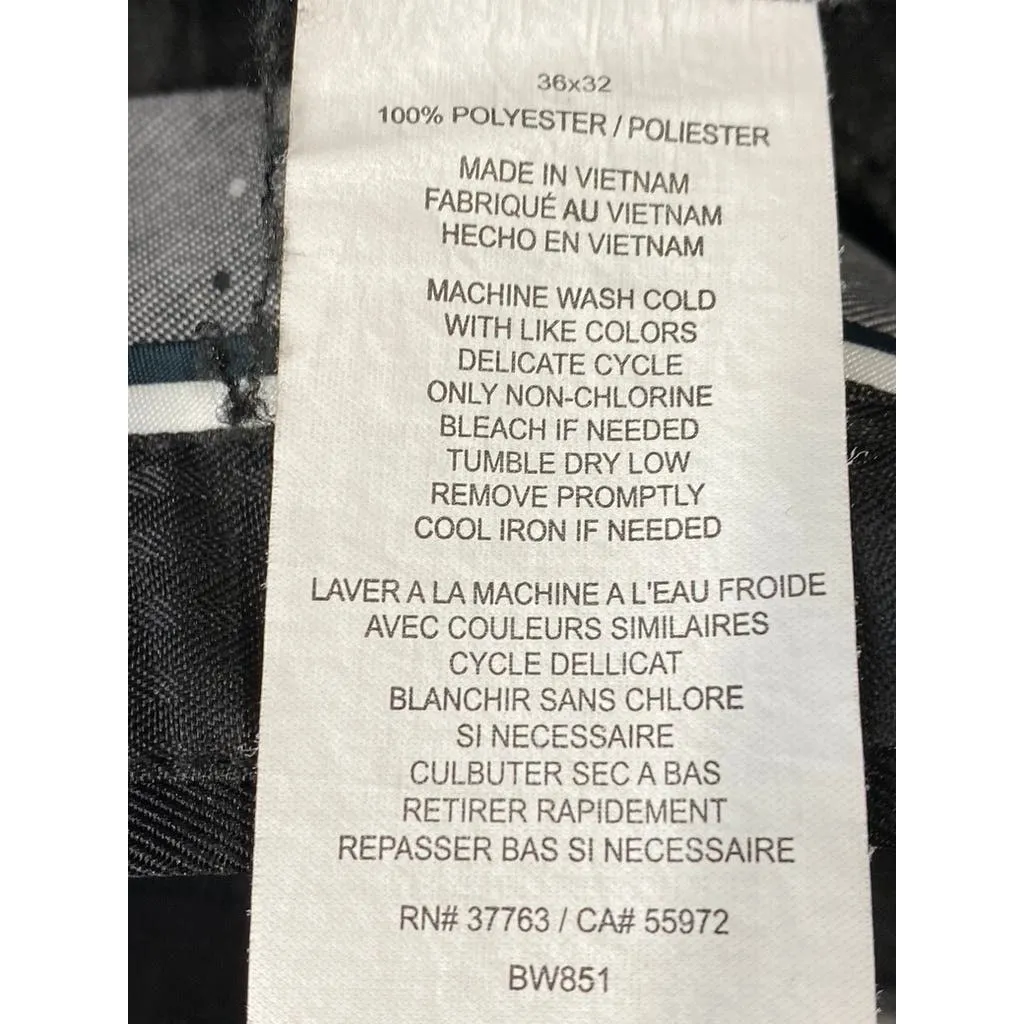 36x32
100% POLYESTER / POLIESTER
MADE IN VIETNAM
FABRIQUÉ AU VIETNAM
HECHO EN VIETNAM
MACHINE WASH COLD
WITH LIKE COLORS
DELICATE CYCLE
ONLY NON-CHLORINE
BLEACH IF NEEDED
TUMBLE DRY LOW
REMOVE PROMPTLY
COOL IRON IF NEEDED
LAVER A LA MACHINE A L'EAU FROIDE
AVEC COULEURS SIMILAIRES
CYCLE DELLICAT
BLANCHIR SANS CHLORE
SI NECESSAIRE
CULBUTER SEC A BAS
RETIRER RAPIDEMENT
REPASSER BAS SI NECESSAIRE
RN# 37763 / CA# 55972
BW851